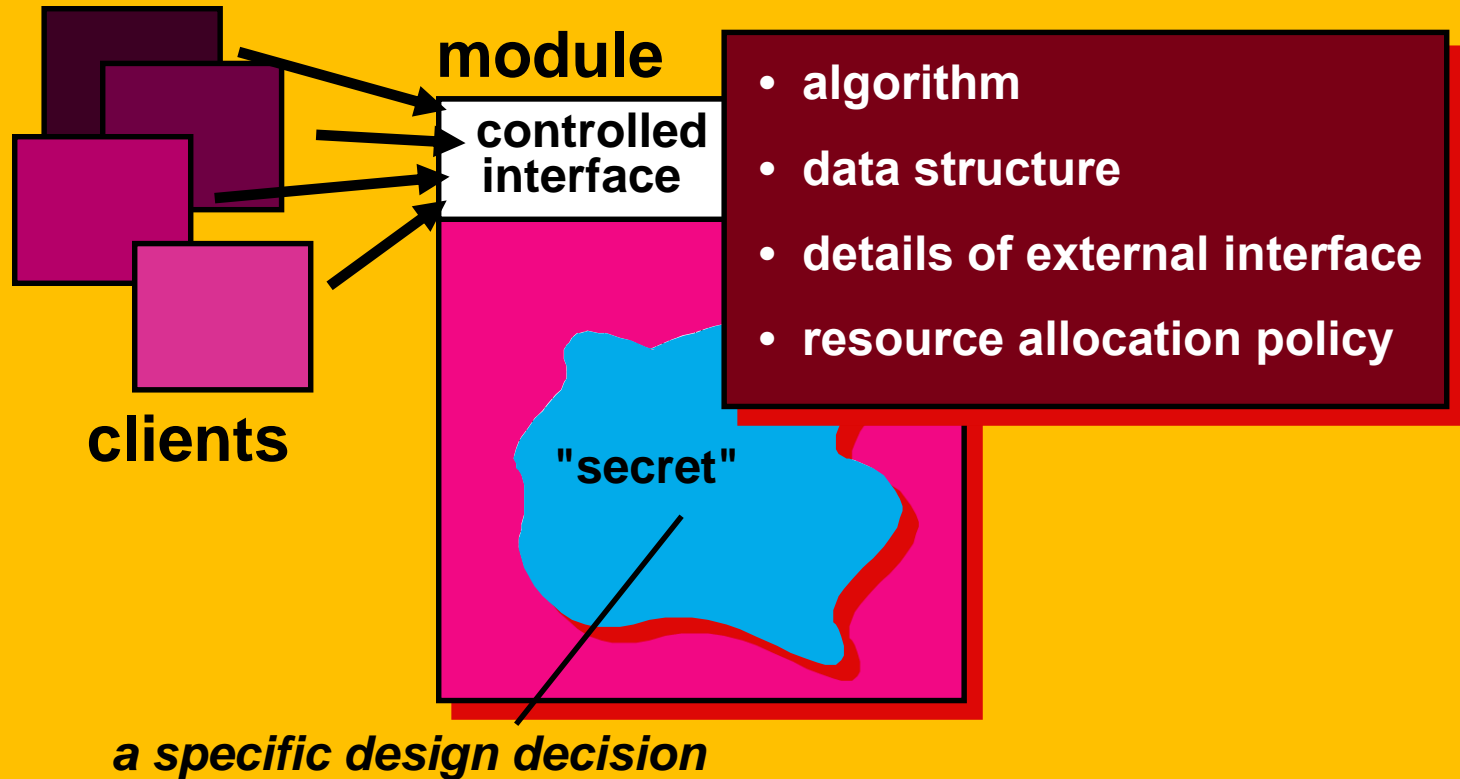 module
controlled
interface
• algorithm
• data structure
• details of external interface
• resource allocation policy
clients
"secret"
a specific design decision